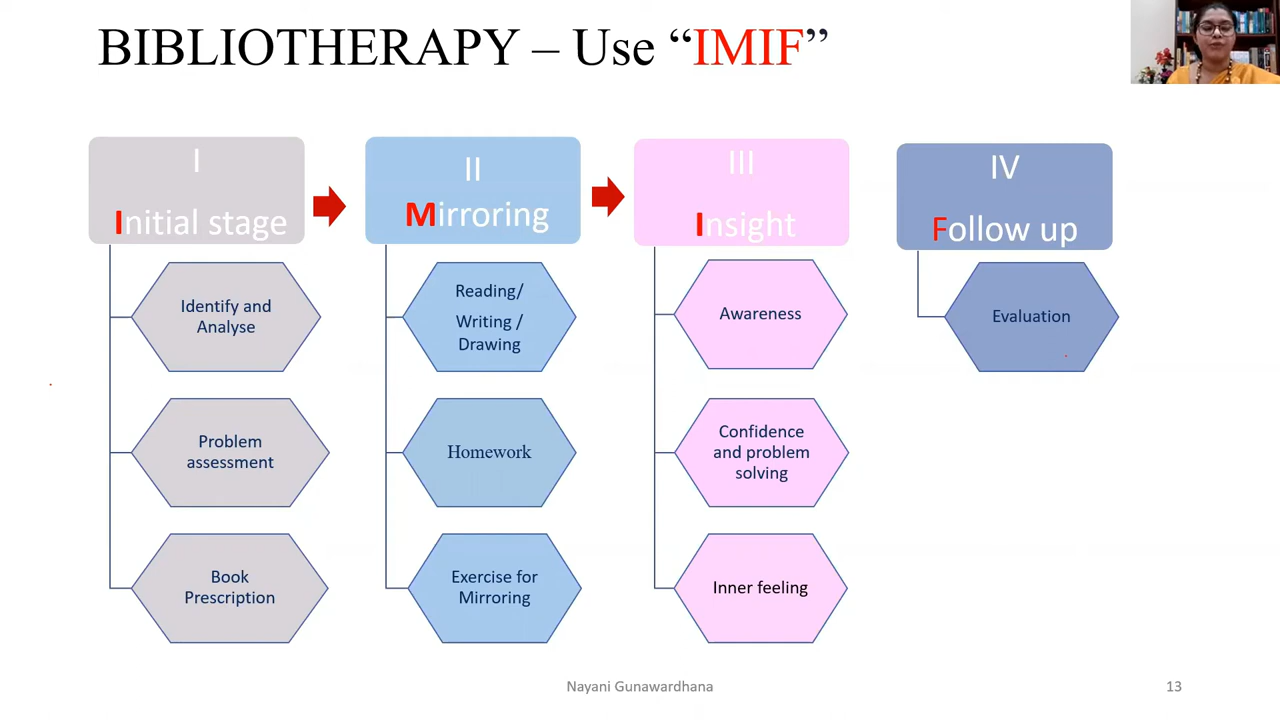 BIBLIOTHERAPY – Use “IMIF”
I
Initial stage
Identify and
Analyse
Problem
assessment
Book
Prescription
II
Mirroring
Reading/
Writing /
Drawing
Homework
Exercise for
Mirroring
III
Insight
Awareness
Confidence
and problem
solving
Inner feeling
IV
Follow up
Evaluation
Nayani Gunawardhana
13